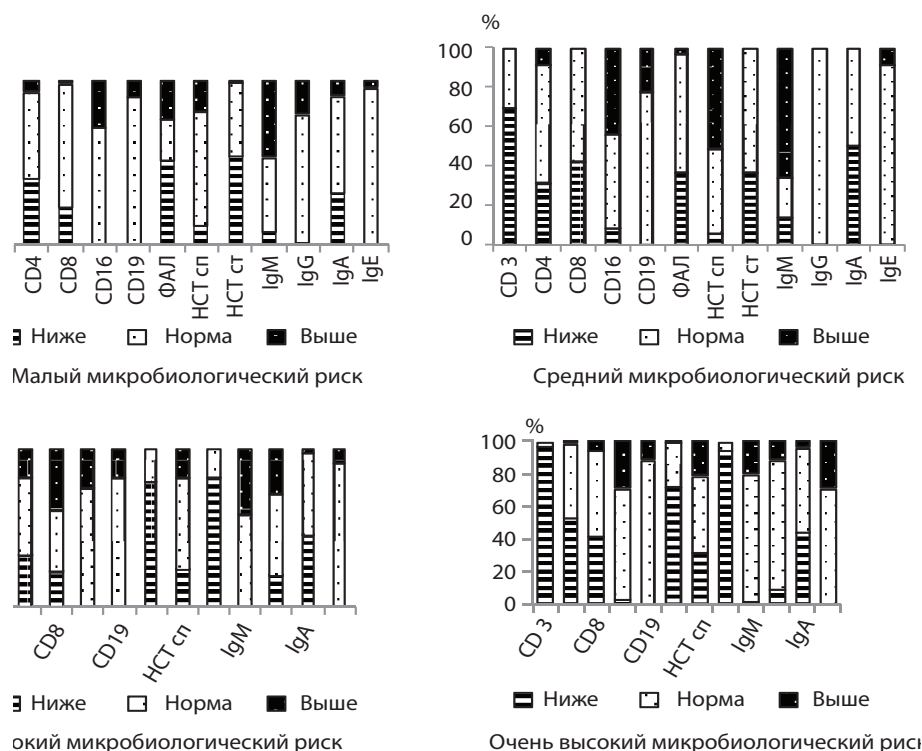 CD4 CD8 CD16 CD19 ФАЛ НСТ сп НСТ ст IgM IgG IgA IgE
Ниже Норма Выше
Малый микробиологический риск
%
100
80
60
40
20
0
CD 3 CD4 CD8 CD16 CD19 ФАЛ НСТ сп НСТ ст IgM IgG IgA IgE
Ниже Норма Выше
Средний микробиологический риск
CD8 CD19 НСТ сп IgM IgA
Ниже Норма Выше
окий микробиологический риск
%
100
80
60
40
20
0
CD 3 CD8 CD19 НСТ сп IgM IgA
Ниже Норма Выше
Очень высокий микробиологический риск